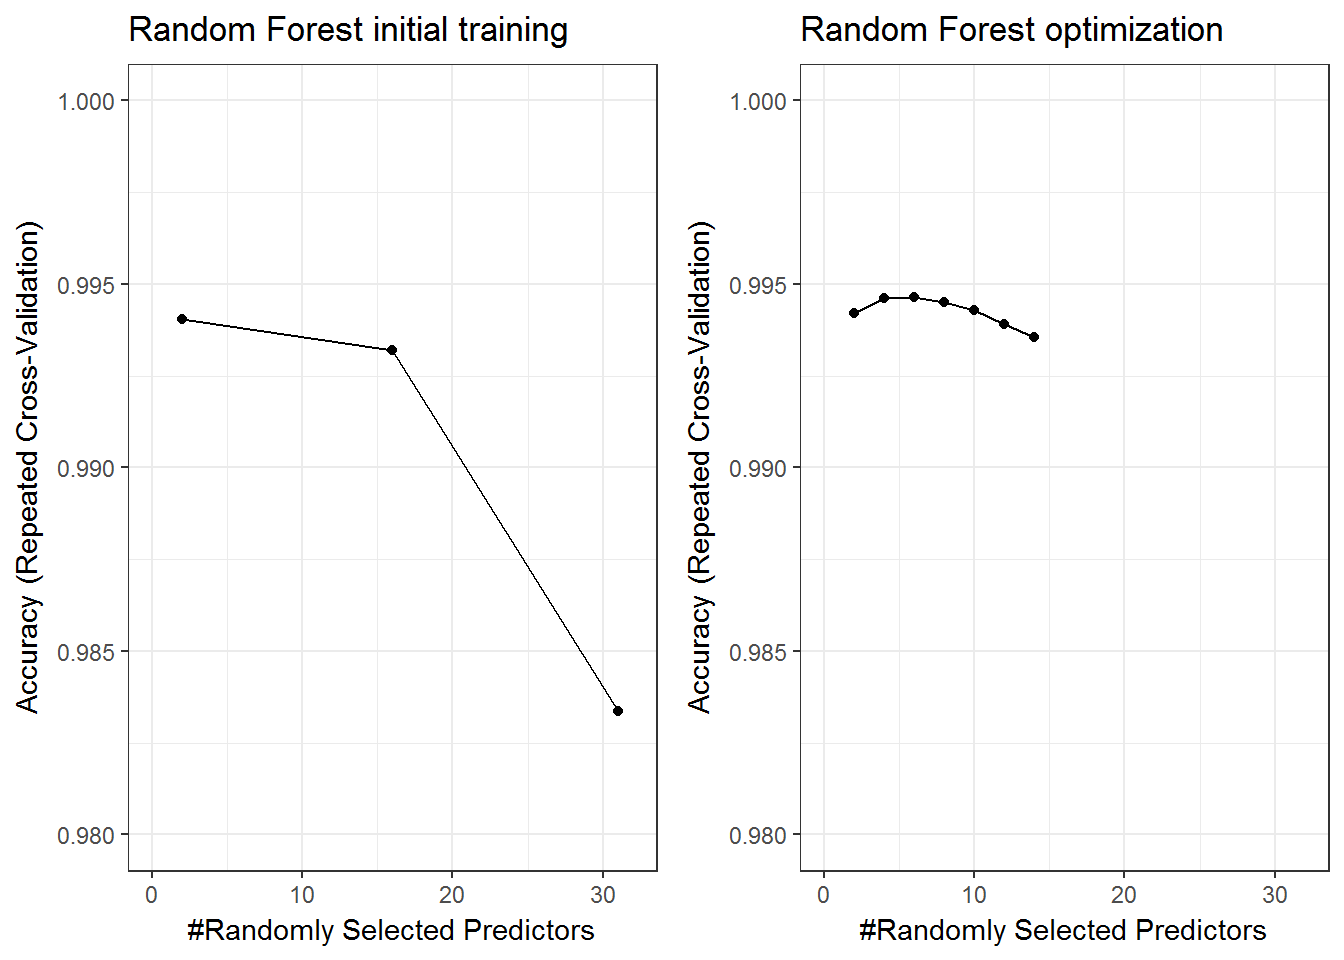 Random Forest initial training
Accuracy (Repeated Cross-Validation)
1.000
0.995
0.990
0.985
0.980
0 10 20 30
#Randomly Selected Predictors
Random Forest optimization
Accuracy (Repeated Cross-Validation)
1.000
0.995
0.990
0.985
0.980
0 10 20 30
#Randomly Selected Predictors